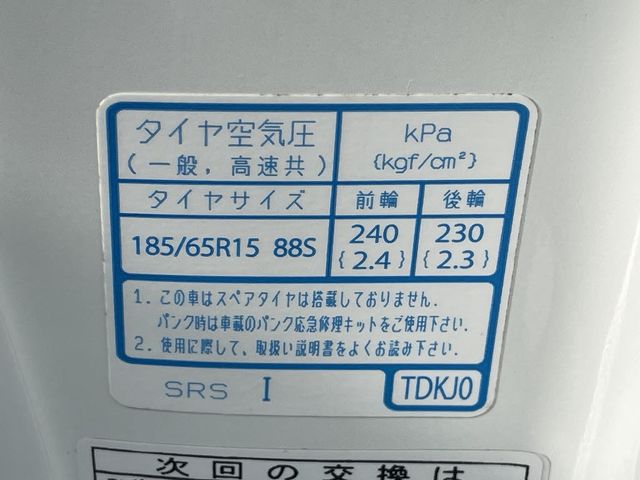 タイヤ空気圧
(一般, 高速共)
kPa
{kgf/cm²}
タイヤサイズ
前輪
後輪
185/65R15 88S
240
{2.4}
230
{2.3}
1. この車はスペアタイヤは搭載しておりません.
パンク時は車載のパンク応急修理キットをご使用下さい.
2. 使用に際して、取扱い説明書をよくお読み下さい.
SRS I
TDKJ0
次回の交換は